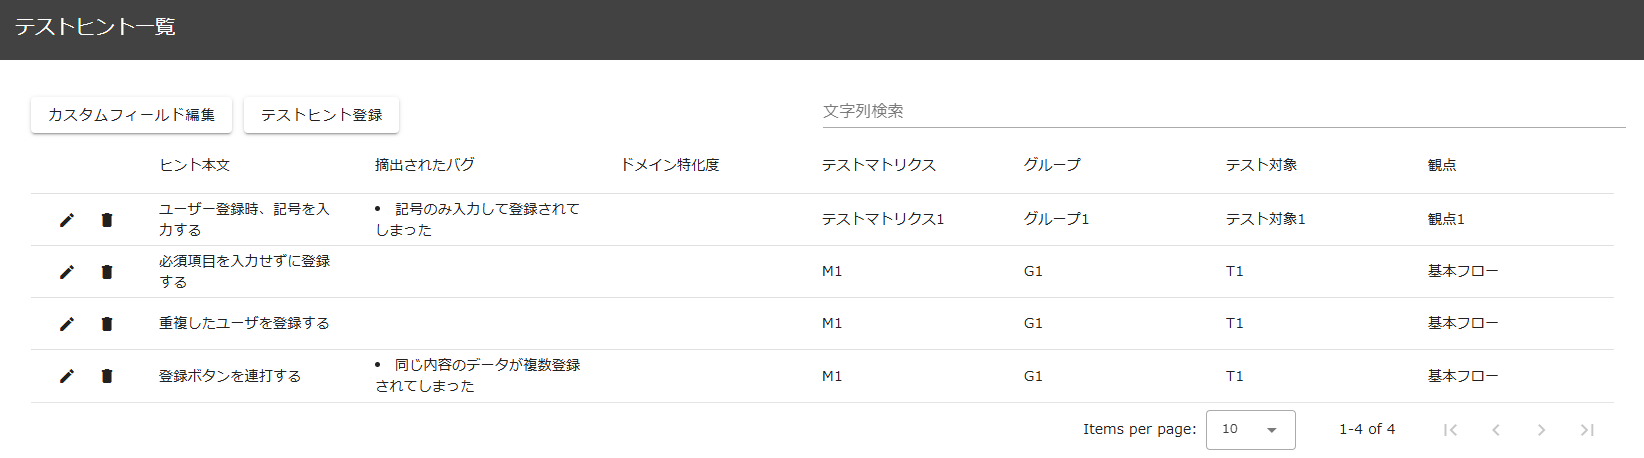 テストヒント一覧
カスタムフィールド編集 テストヒント登録 文字列検索
ヒント本文 摘出されたバグ ドメイン特化度 テストマトリクス グループ テスト対象 観点
ユーザー登録時、記号を入 • 記号のみ入力して登録されて
力する しまった テストマトリクス1 グループ1 テスト対象1 観点1
必須項目を入力せずに登録
する M1 G1 T1 基本フロー
重複したユーザを登録する M1 G1 T1 基本フロー
登録ボタンを連打する • 同じ内容のデータが複数登録
されてしまった M1 G1 T1 基本フロー
Items per page: 10 1-4 of 4